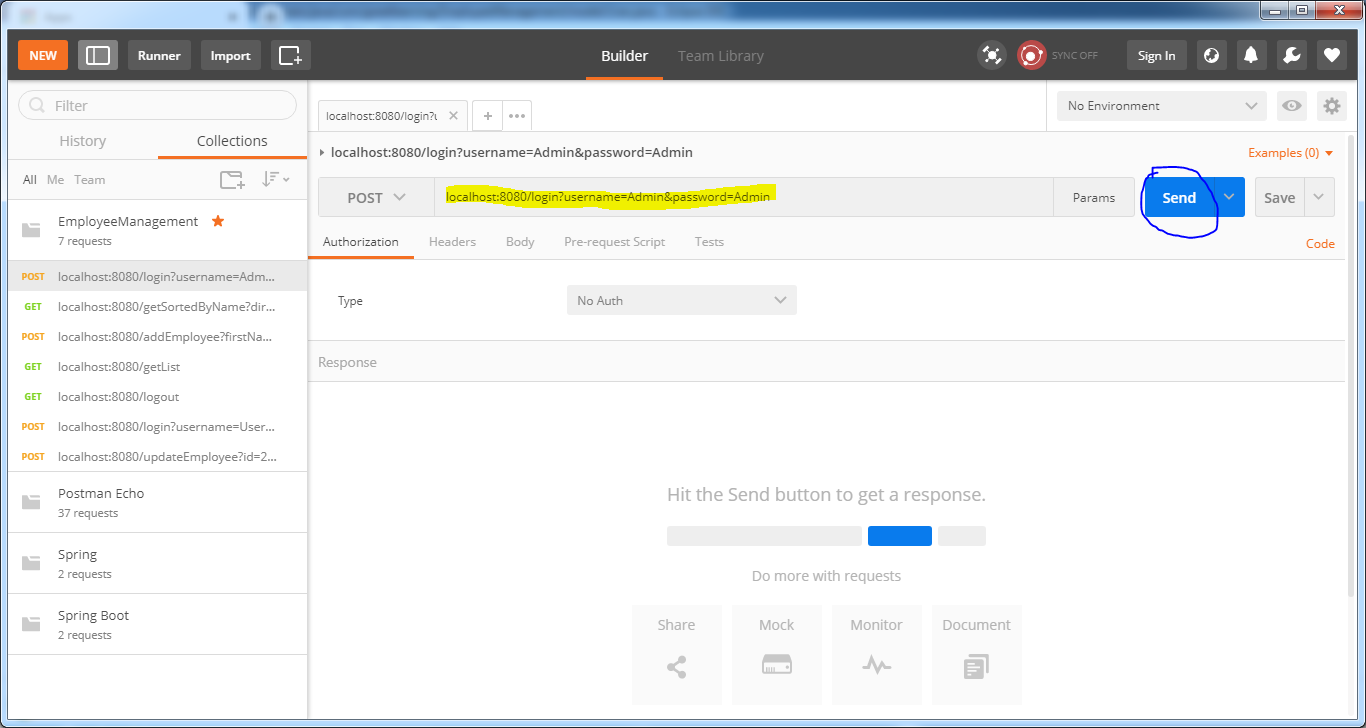 NEW
Runner
Import
Builder
Team Library
SYNC OFF
Sign In
Filter
History
Collections
All Me Team
EmployeeManagement
7 requests
POST localhost:8080/login?username=Adm...
GET localhost:8080/getSortedByName?dir...
POST localhost:8080/addEmployee?firstNa...
GET localhost:8080/getList
GET localhost:8080/logout
POST localhost:8080/login?username=User...
POST localhost:8080/updateEmployee?id=2...
Postman Echo
37 requests
Spring
2 requests
Spring Boot
2 requests
localhost:8080/login?u
No Environment
localhost:8080/login?username=Admin&password=Admin
Examples (0)
POST
localhost:8080/login?username=Admin&password=Admin
Params
Send
Save
Authorization Headers Body Pre-request Script Tests
Code
Type
No Auth
Response
Hit the Send button to get a response.
Do more with requests
Share Mock Monitor Document